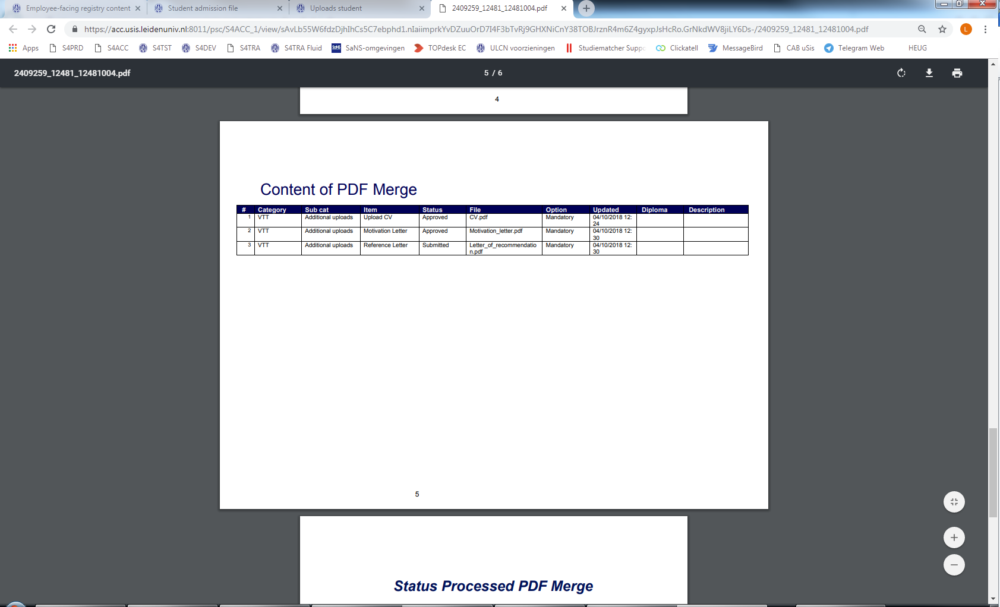 Employee-facing registry content
Student admission file
Uploads student
2409259_12481_12481004.pdf
https://acc.usis.leidenuniv.nl:8011/psc/S4ACC_1/view/sAvLb55W6fdzDjhIhCs5C7ebphd1.nIaiimprkYvDZuuOrD7I4F3bTvRj9GHXNiCnY38TOBJrznR4m6Z4gyxpJsHcRo.GrNkdWV8jiLY6Ds-/2409259_12481_12481004.pdf
L
Apps
S4PRD
S4ACC
S4TST
S4DEV
S4TRA
S4TRA Fluid
SaNS-omgevingen
TOPdesk EC
ULCN voorzieningen
Studiematcher Suppo
Clickatell
MessageBird
CAB uSis
Telegram Web
HEUG
2409259_12481_12481004.pdf
5 / 6
4
Content of PDF Merge
# Category Sub cat Item Status File Option Updated Diploma Description
1 VTT Additional uploads Upload CV Approved CV.pdf Mandatory 04/10/2018 12:
24
2 VTT Additional uploads Motivation Letter Approved Motivation_letter.pdf Mandatory 04/10/2018 12:
30
3 VTT Additional uploads Reference Letter Submitted Letter_of_recommendatio Mandatory 04/10/2018 12:
n.pdf 30
5
Status Processed PDF Merge